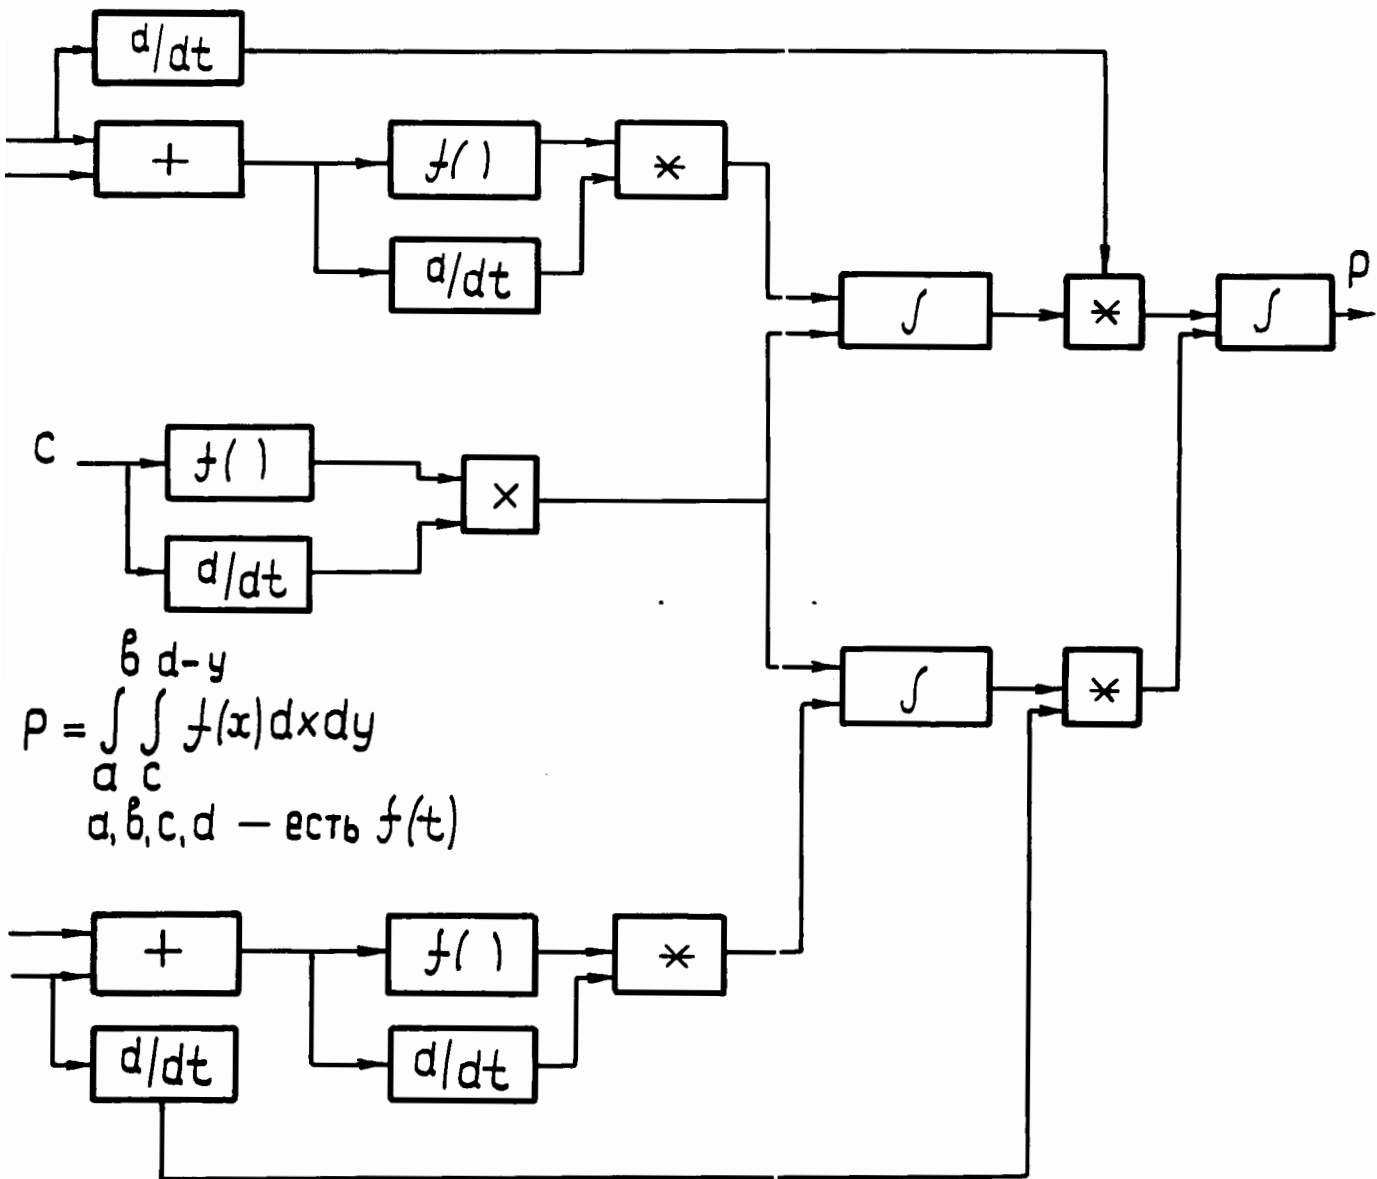 d/dt
+
f( )
*
d/dt
∫
*
∫
P
C
f( )
×
d/dt
в d-y
P = ∫ ∫ f(x)dxdy
a c
a, в, c, d — есть f(t)
∫
*
+
f( )
*
d/dt
d/dt